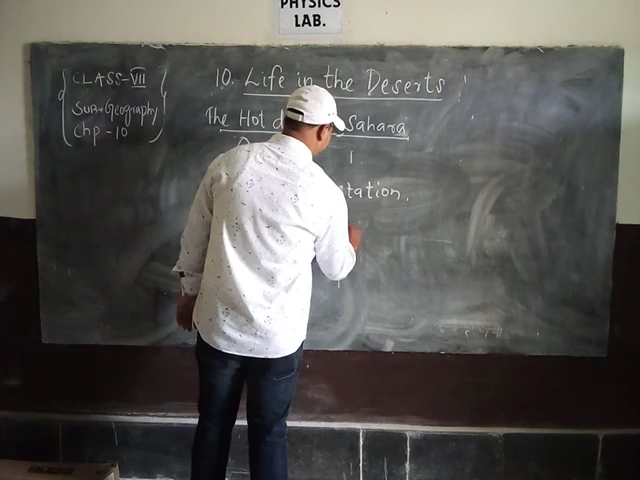 PHYSICS
LAB.
CLASS-VII
Sub-Geography
Chp-10
10. Life in the Deserts
The Hot d Sahara
tation.